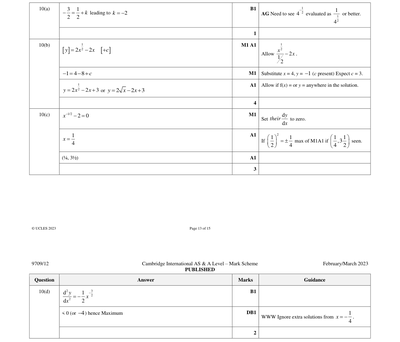 10(a) -3/2 = 1/2 + k leading to k = -2 B1 AG Need to see 4^(-1/2) evaluated as 1/2 or 1/4^(1/2) or better.
1
10(b) [y] = 2x^(1/2) - 2x [+c] M1 A1 Allow x^(1/2)/(1/2) - 2x.
-1 = 4 - 8 + c M1 Substitute x = 4, y = -1 (c present) Expect c = 3.
y = 2x^(1/2) - 2x + 3 or y = 2√x - 2x + 3 A1 Allow if f(x) = or y = anywhere in the solution.
4
10(c) x^(-1/2) - 2 = 0 M1 Set their dy/dx to zero.
x = 1/4 A1 If (1/2)^2 = ± 1/4 max of M1A1 if (1/4, 3 1/2) seen
(¼, 3½) A1
3
© UCLES 2023 Page 13 of 15
9709/12 Cambridge International AS & A Level – Mark Scheme February/March 2023
PUBLISHED
Question Answer Marks Guidance
10(d) d²y/dx² = -1/2 x^(-3/2) B1
< 0 (or -4) hence Maximum DB1 WWW Ignore extra solutions from x = -1/4.
2